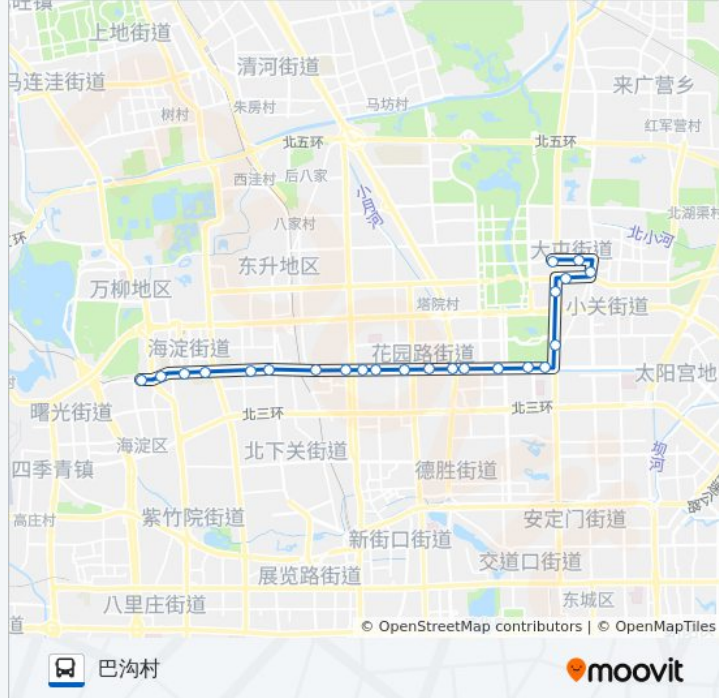 上地街道
清河街道
马连洼街道
来广营乡
树村
朱房村
马坊村
红军营村
北五环
北五环
西洼村
后八家
小月河
八家村
北湖渠村
大屯街道
北小河
东升地区
万柳地区
塔院村
小关街道
海淀街道
花园路街道
太阳宫地
曙光街道
北三环
北三环
海淀区
北下关街道
坝河
四季青镇
德胜街道
高庄村
紫竹院街道
安定门街道
新街口街道
交道口街道
展览路街道
八里庄街道
东城区
道
© OpenStreetMap contributors | © OpenMapTiles
巴沟村
moovit